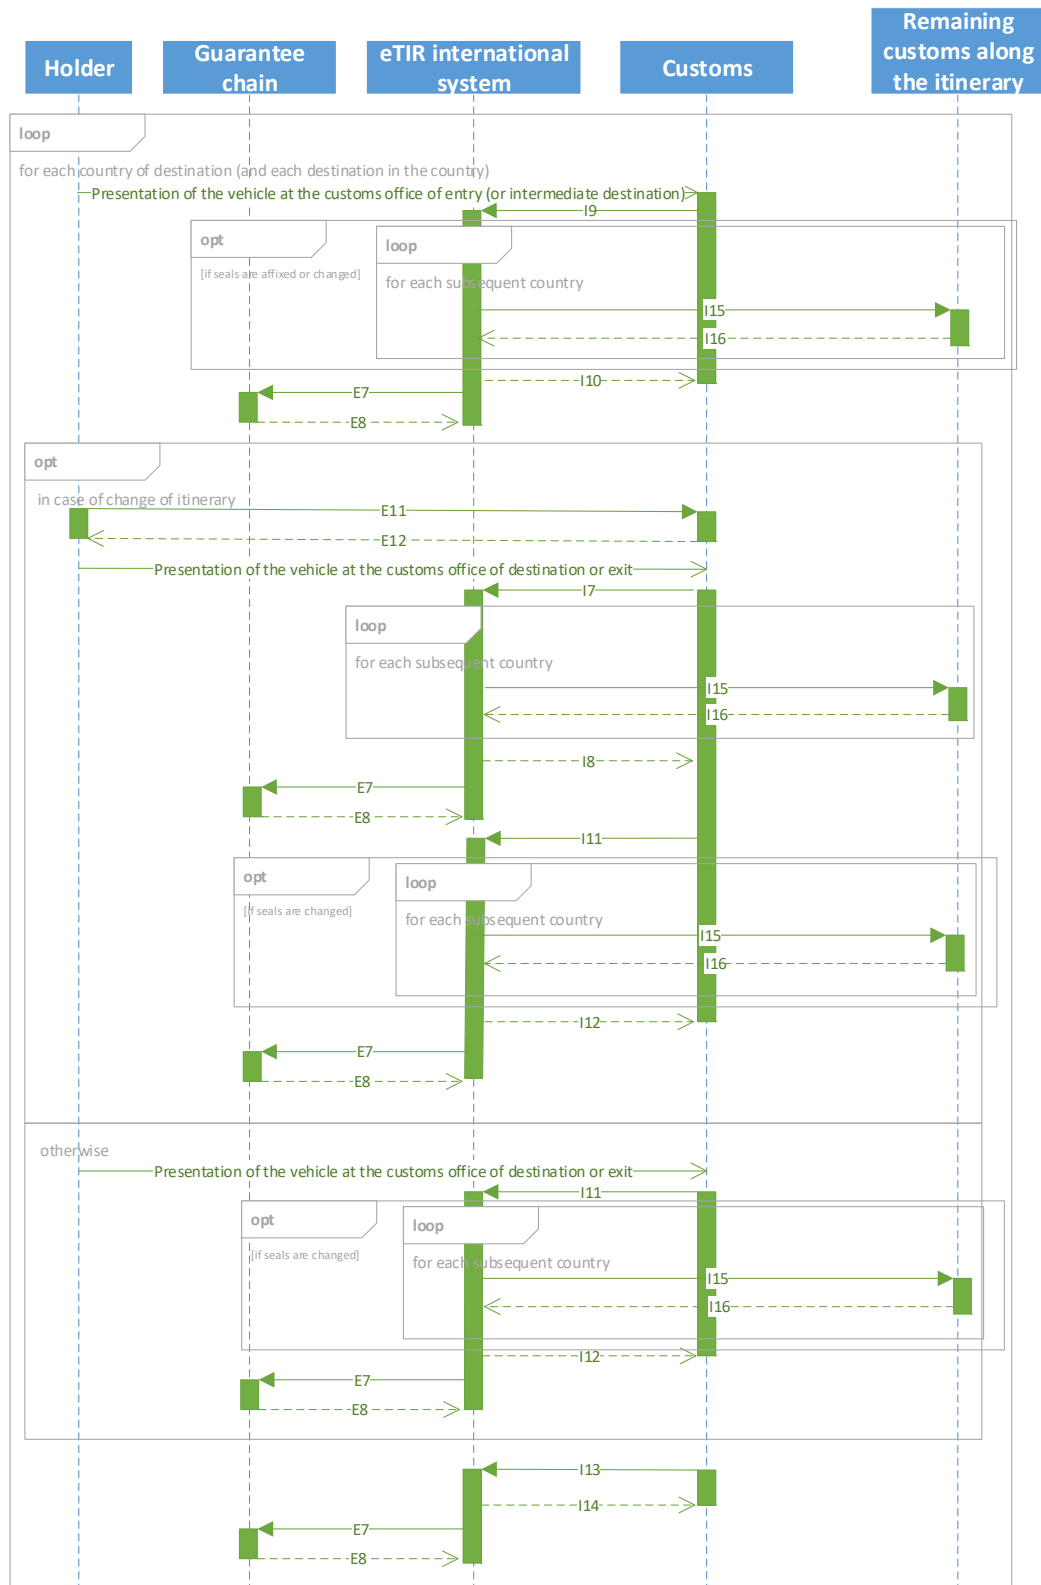 Holder
Guarantee
chain
eTIR international
system
Customs
Remaining
customs along
the itinerary
loop
for each country of destination (and each destination in the country)
Presentation of the vehicle at the customs office of entry (or intermediate destination)
I9
opt
[if seals are affixed or changed]
loop
for each subsequent country
I15
I16
I10
E7
E8
opt
in case of change of itinerary
E11
E12
Presentation of the vehicle at the customs office of destination or exit
I7
loop
for each subsequent country
I15
I16
I8
E7
E8
I11
opt
[if seals are changed]
loop
for each subsequent country
I15
I16
I12
E7
E8
otherwise
Presentation of the vehicle at the customs office of destination or exit
I11
opt
[if seals are changed]
loop
for each subsequent country
I15
I16
I12
E7
E8
I13
I14
E7
E8